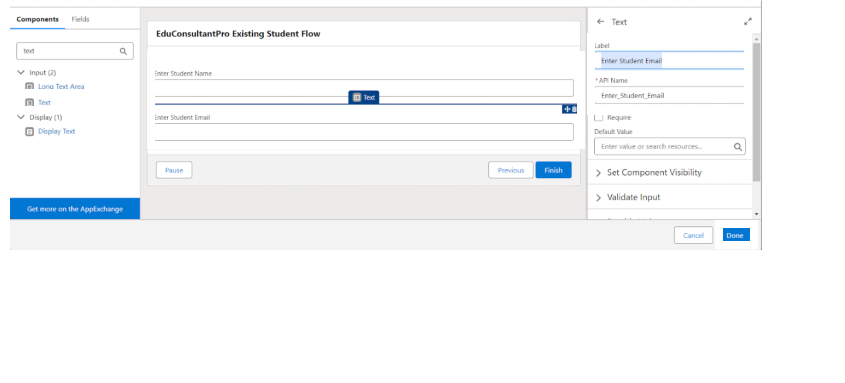 Components Fields
text
Input (2)
Long Text Area
Text
Display (1)
Display Text
Get more on the AppExchange
EduConsultantPro Existing Student Flow
Enter Student Name
Text
Enter Student Email
Pause Previous Finish
Text
Label
Enter Student Email
*API Name
Enter_Student_Email
Require
Default Value
Enter value or search resources...
Set Component Visibility
Validate Input
Cancel Done